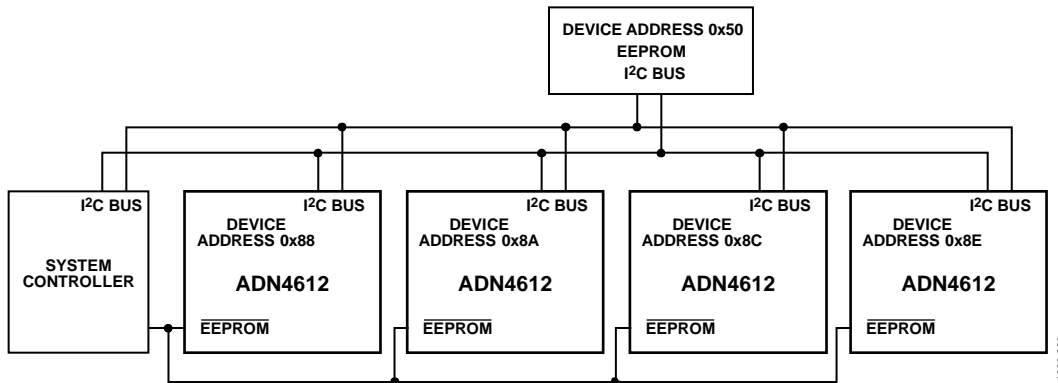 DEVICE ADDRESS 0x50
EEPROM
I²C BUS
I²C BUS
SYSTEM
CONTROLLER
I²C BUS
DEVICE
ADDRESS 0x88
ADN4612
EEPROM
I²C BUS
DEVICE
ADDRESS 0x8A
ADN4612
EEPROM
I²C BUS
DEVICE
ADDRESS 0x8C
ADN4612
EEPROM
I²C BUS
DEVICE
ADDRESS 0x8E
ADN4612
EEPROM